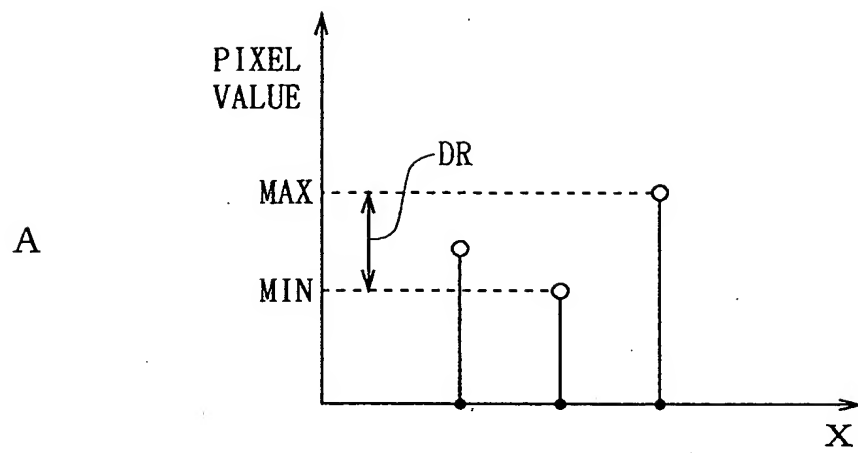 PIXEL
VALUE
DR
MAX
A
MIN
X